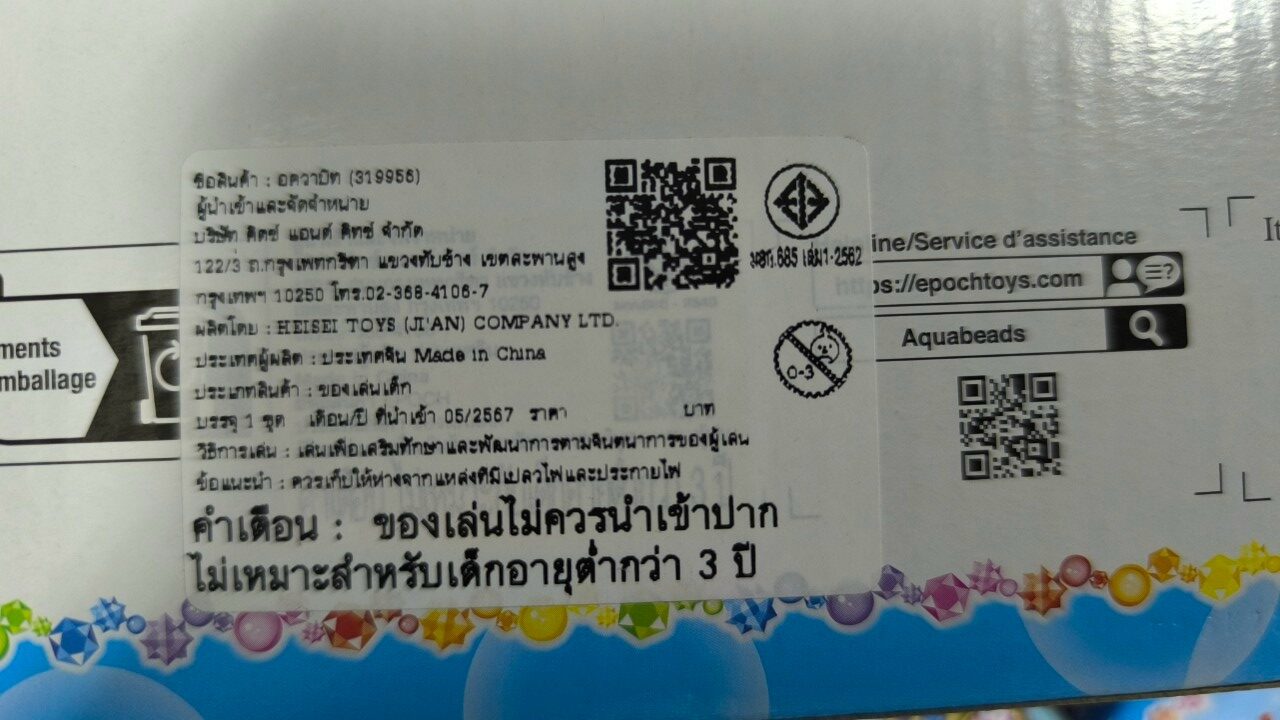 ชื่อสินค้า : อควาบิท (319956)
ผู้นำเข้าและจัดจำหน่าย
บริษัท คิดซ์ แอนด์ คิทซ์ จำกัด
122/3 ถ.กรุงเพทกรีทา แขวงทับช้าง เขตสะพานสูง
กรุงเทพฯ 10250 โทร.02-368-4106-7
ผลิตโดย : HEISEI TOYS (JI'AN) COMPANY LTD.
ประเทศผู้ผลิต : ประเทศจีน Made in China
ประเภทสินค้า : ของเล่นเด็ก
บรรจุ 1 ชุด เดือน/ปี ที่นำเข้า 05/2567 ราคา บาท
วิธีการเล่น : เล่นเพื่อเสริมทักษาและพัฒนาการตามจินตนาการของผู้เล่น
ข้อแนะนำ : ควรเก็บให้ห่างจากแหล่งที่มีเปลวไฟและประกายไฟ
คำเตือน : ของเล่นไม่ควรนำเข้าปาก
ไม่เหมาะสำหรับเด็กอายุต่ำกว่า 3 ปี
มอก.685 เล่ม1-2562
0-3
ine/Service d'assistance
https://epochtoys.com
Aquabeads
ments
mballage
It